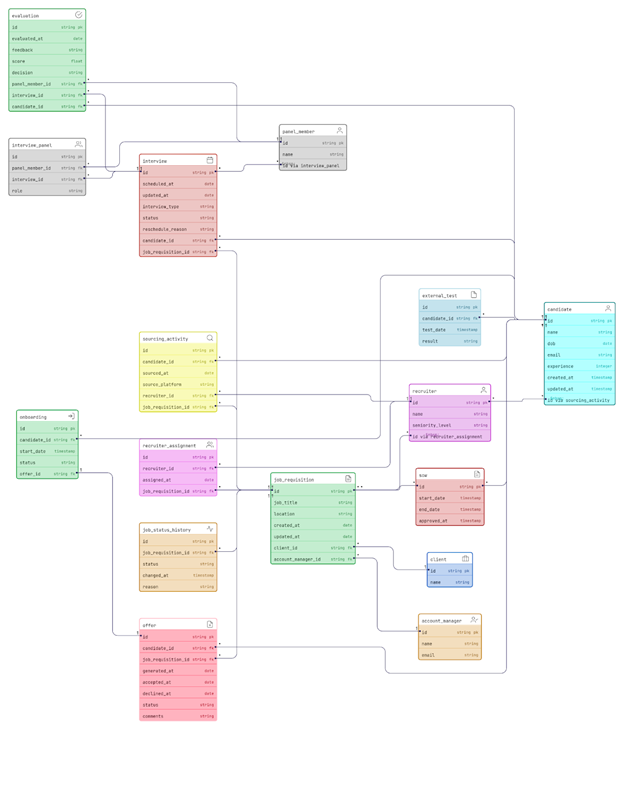 evaluation
id string pk
evaluated_at date
feedback string
score float
decision string
panel_member_id string fk
interview_id string fk
candidate_id string fk
interview_panel
id string pk
panel_member_id string fk
interview_id string fk
role string
panel_member
id string pk
name string
id via interview_panel
interview
id string pk
scheduled_at date
updated_at date
interview_type string
status string
reschedule_reason string
candidate_id string fk
job_requisition_id string fk
external_test
id string pk
candidate_id string fk
test_date timestamp
result string
candidate
id string pk
name string
dob date
email string
experience integer
created_at timestamp
updated_at timestamp
id via sourcing_activity
sourcing_activity
id string pk
candidate_id string fk
sourced_at date
source_platform string
recruiter_id string fk
job_requisition_id string fk
recruiter
id string pk
name string
seniority_level string
id via recruiter_assignment
onboarding
id string pk
candidate_id string fk
start_date timestamp
status string
offer_id string fk
recruiter_assignment
id string pk
recruiter_id string fk
assigned_at date
job_requisition_id string fk
job_requisition
id string pk
job_title string
location string
created_at date
updated_at date
client_id string fk
account_manager_id string fk
sow
id string pk
start_date timestamp
end_date timestamp
approved_at timestamp
job_status_history
id string pk
job_requisition_id string fk
status string
changed_at timestamp
reason string
client
id string pk
name string
account_manager
id string pk
name string
email string
offer
id string pk
candidate_id string fk
job_requisition_id string fk
generated_at date
accepted_at date
declined_at date
status string
comments string